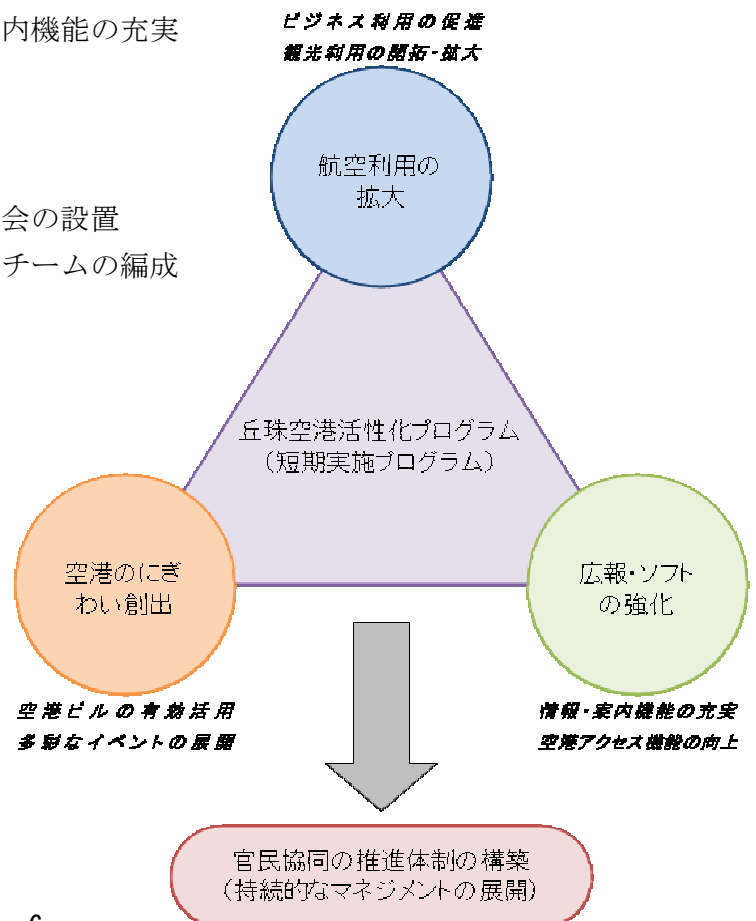 内機能の充実
ビジネス利用の促進
観光利用の開拓・拡大
航空利用の
拡大
会の設置
チームの編成
丘珠空港活性化プログラム
（短期実施プログラム）
空港のにぎ
わい創出
広報・ソフト
の強化
空港ビルの有効活用
多彩なイベントの展開
情報・案内機能の充実
空港アクセス機能の向上
官民協同の推進体制の構築
（持続的なマネジメントの展開）